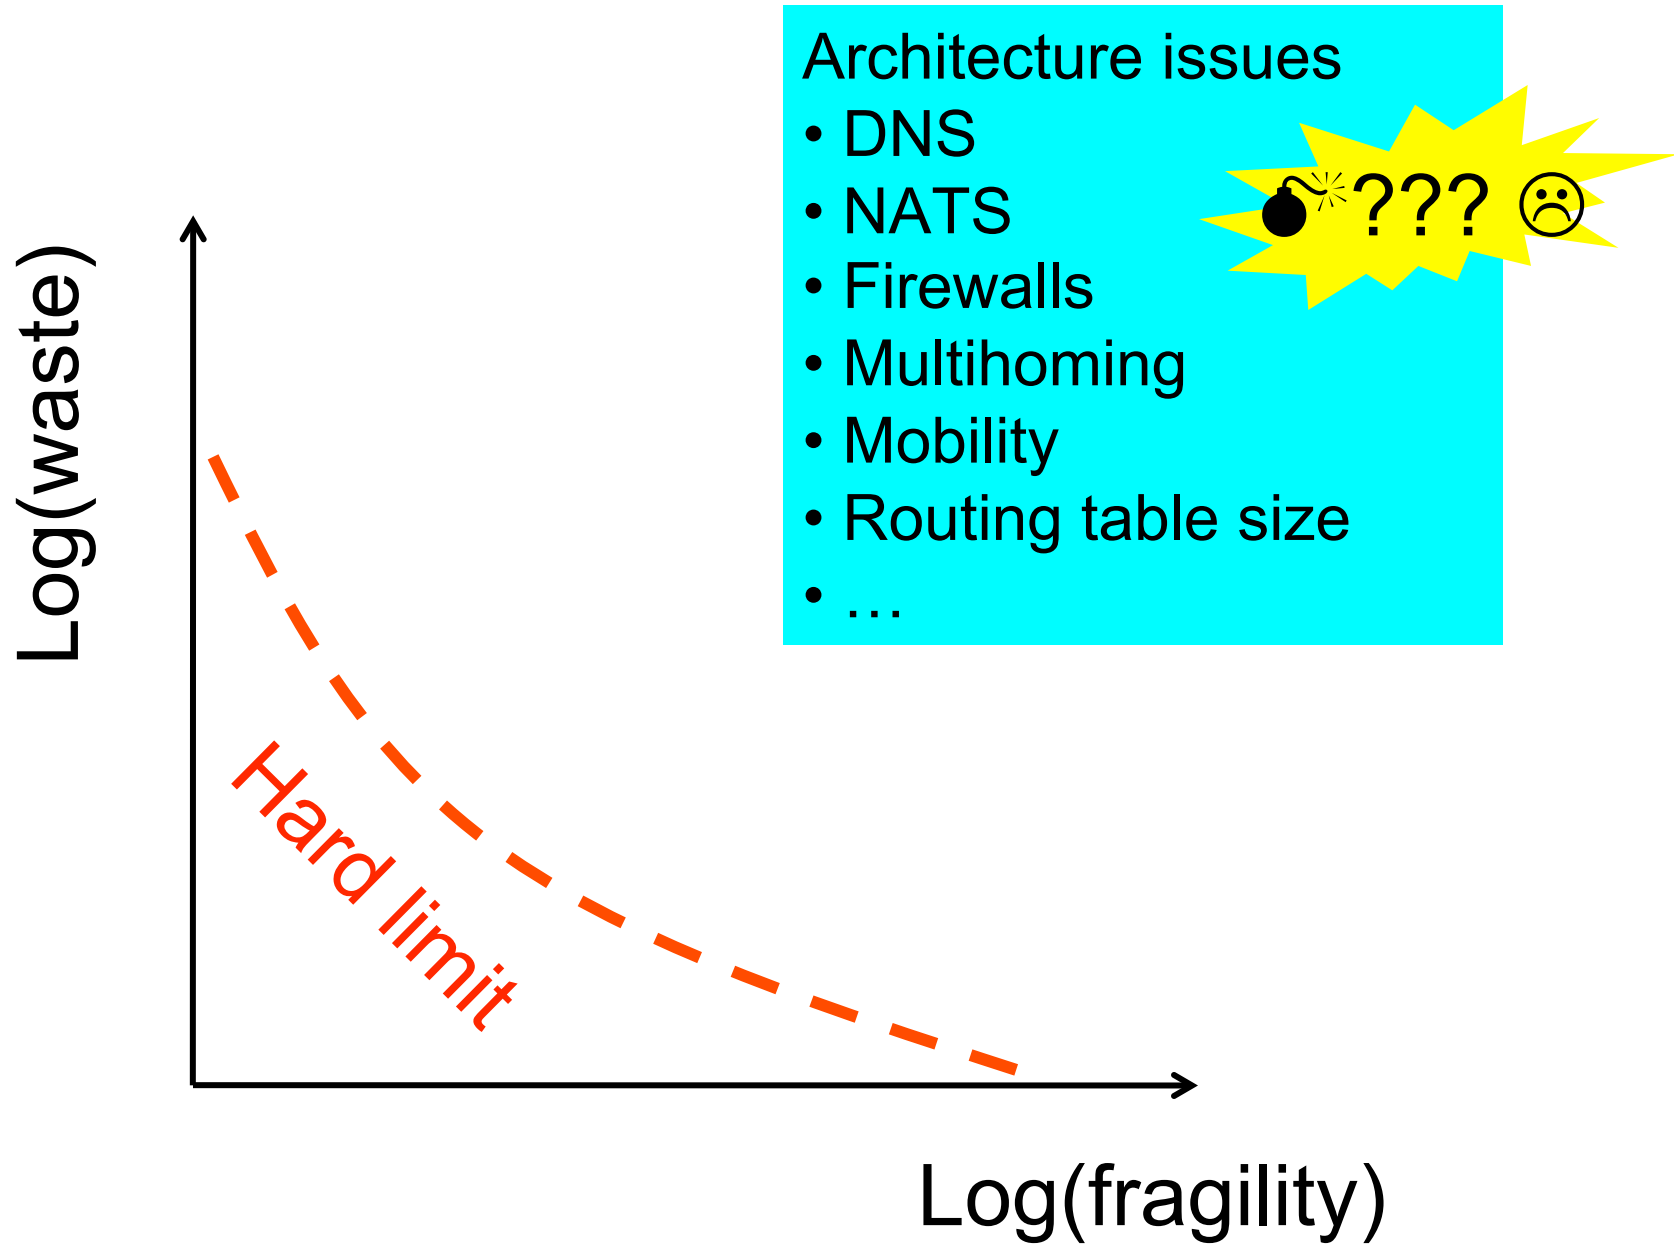 Architecture issues
• DNS
• NATS
💣??? ☹
• Firewalls
• Multihoming
• Mobility
• Routing table size
• …
Log(waste)
Hard limit
Log(fragility)